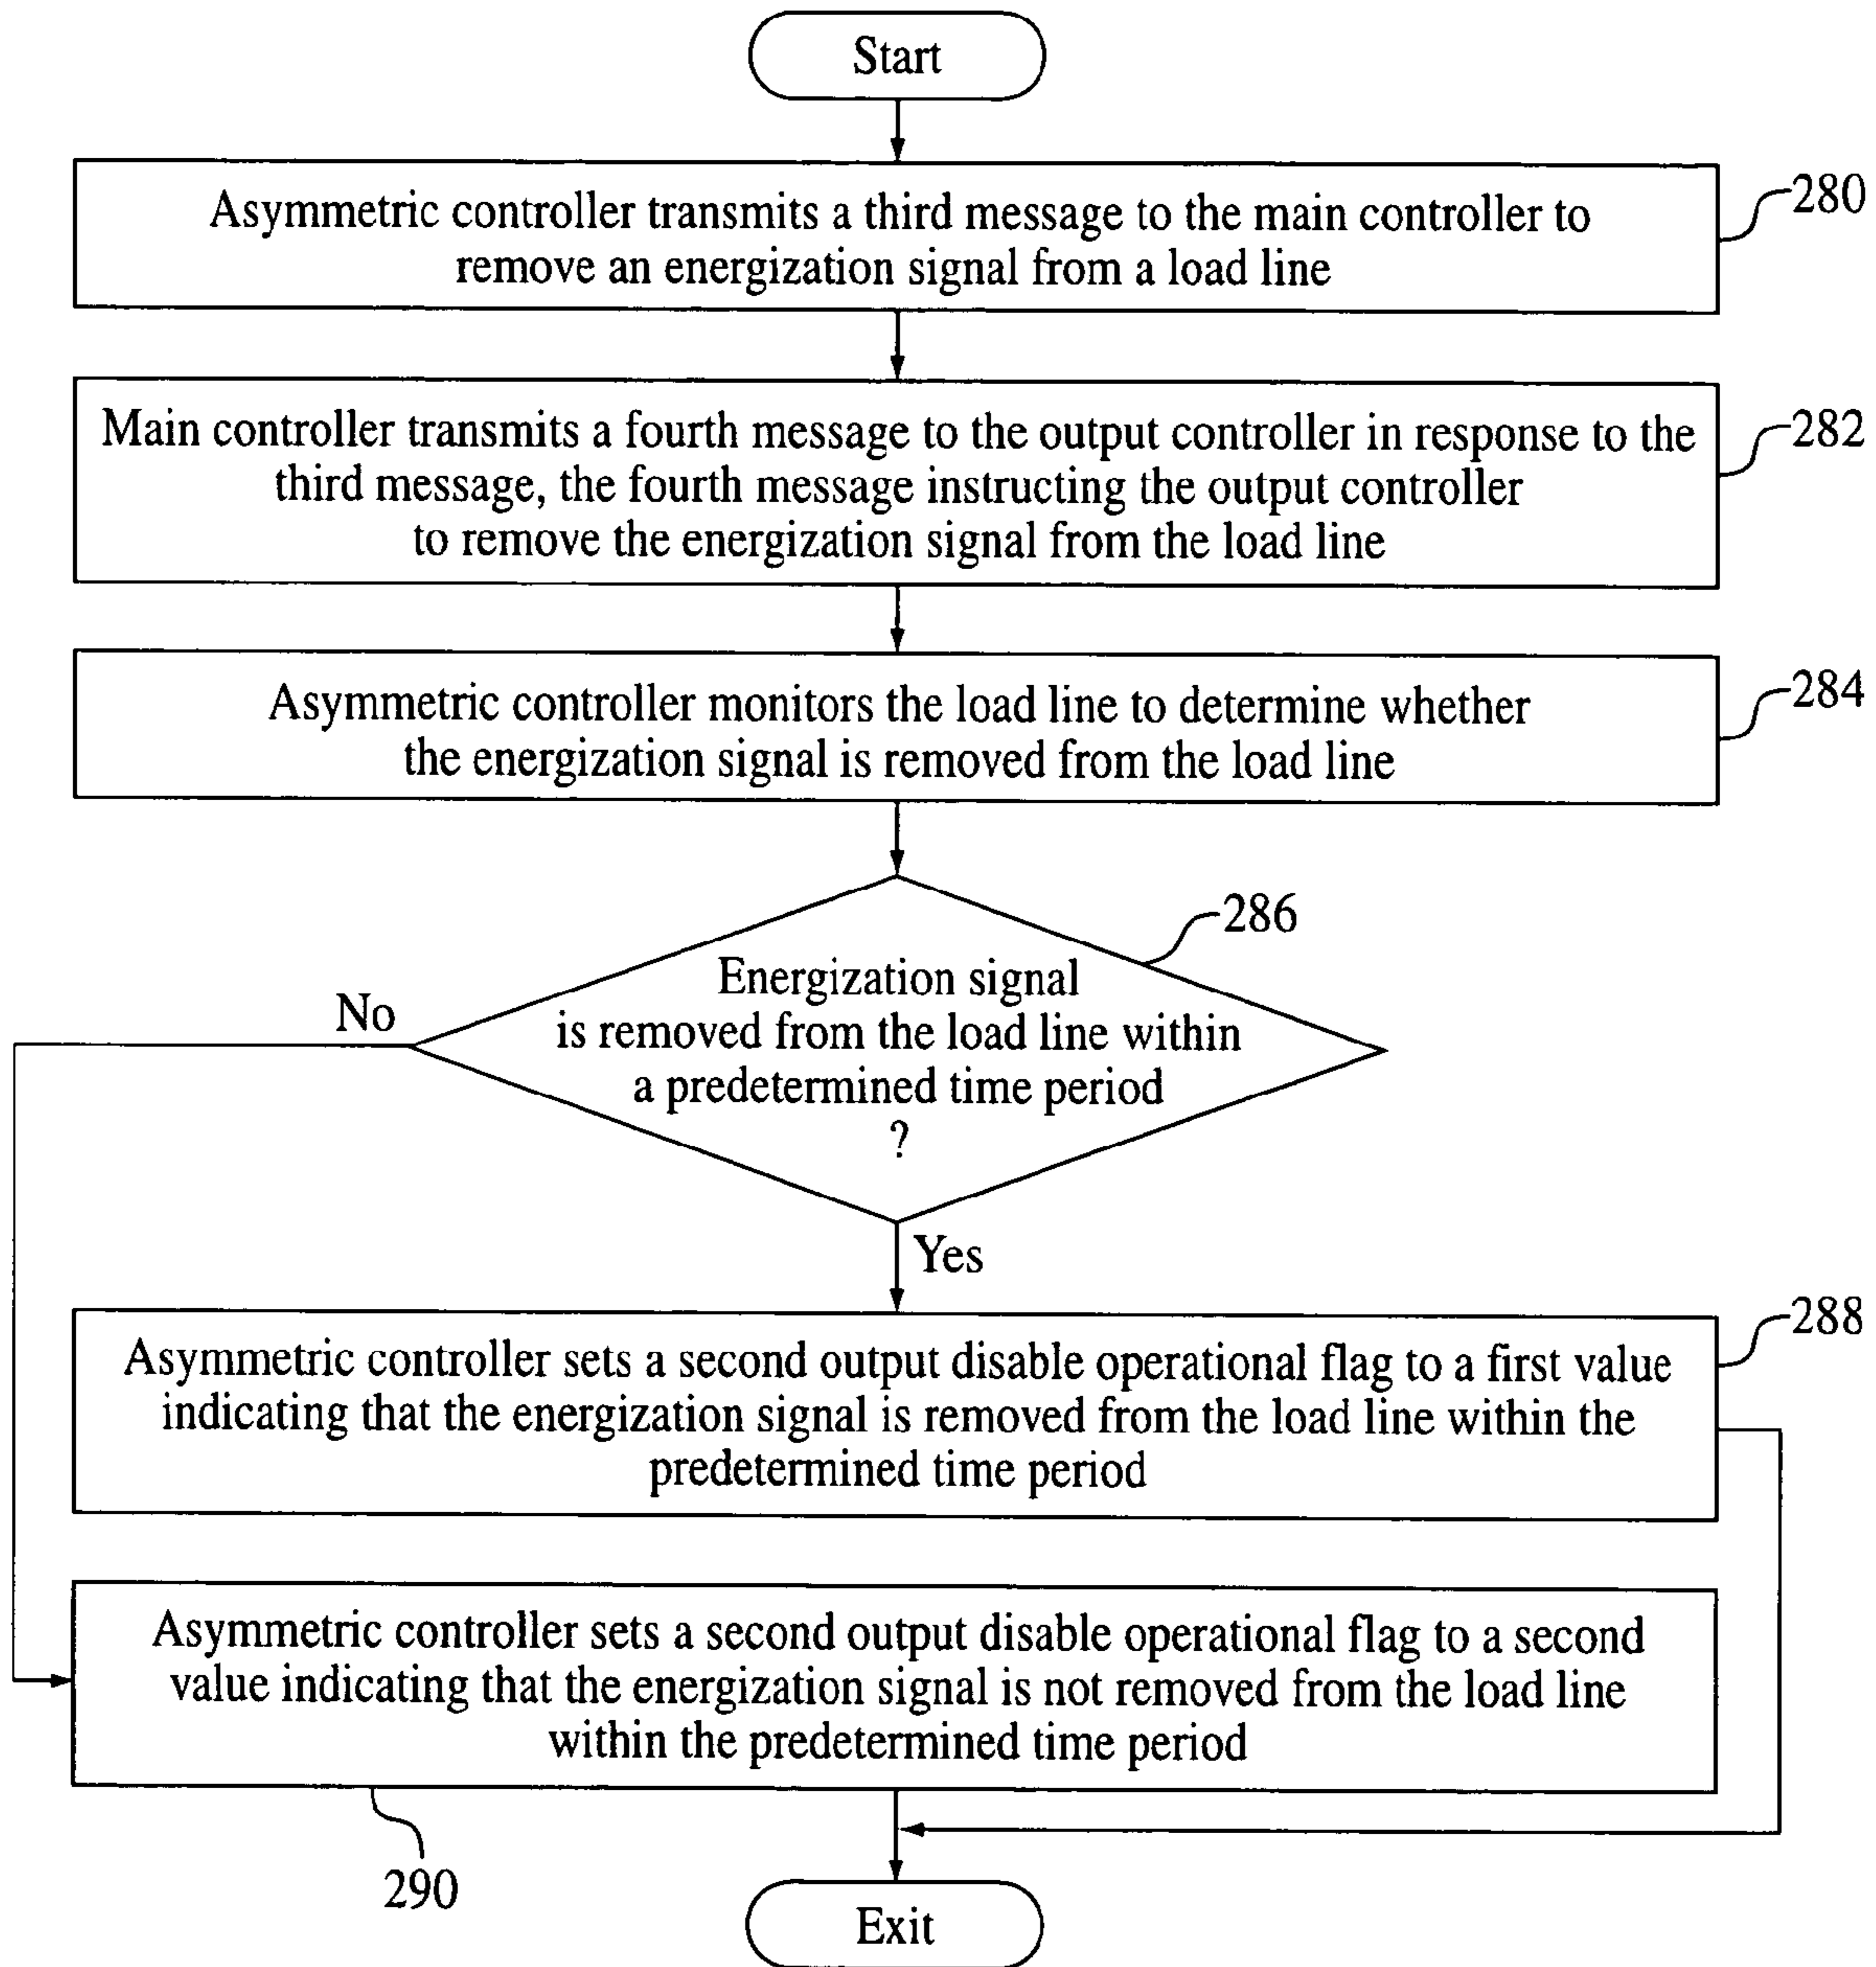 Start
Asymmetric controller transmits a third message to the main controller to
remove an energization signal from a load line
280
Main controller transmits a fourth message to the output controller in response to the
third message, the fourth message instructing the output controller
to remove the energization signal from the load line
282
Asymmetric controller monitors the load line to determine whether
the energization signal is removed from the load line
284
286
Energization signal
is removed from the load line within
a predetermined time period
?
No
Yes
Asymmetric controller sets a second output disable operational flag to a first value
indicating that the energization signal is removed from the load line within the
predetermined time period
288
Asymmetric controller sets a second output disable operational flag to a second
value indicating that the energization signal is not removed from the load line
within the predetermined time period
290
Exit